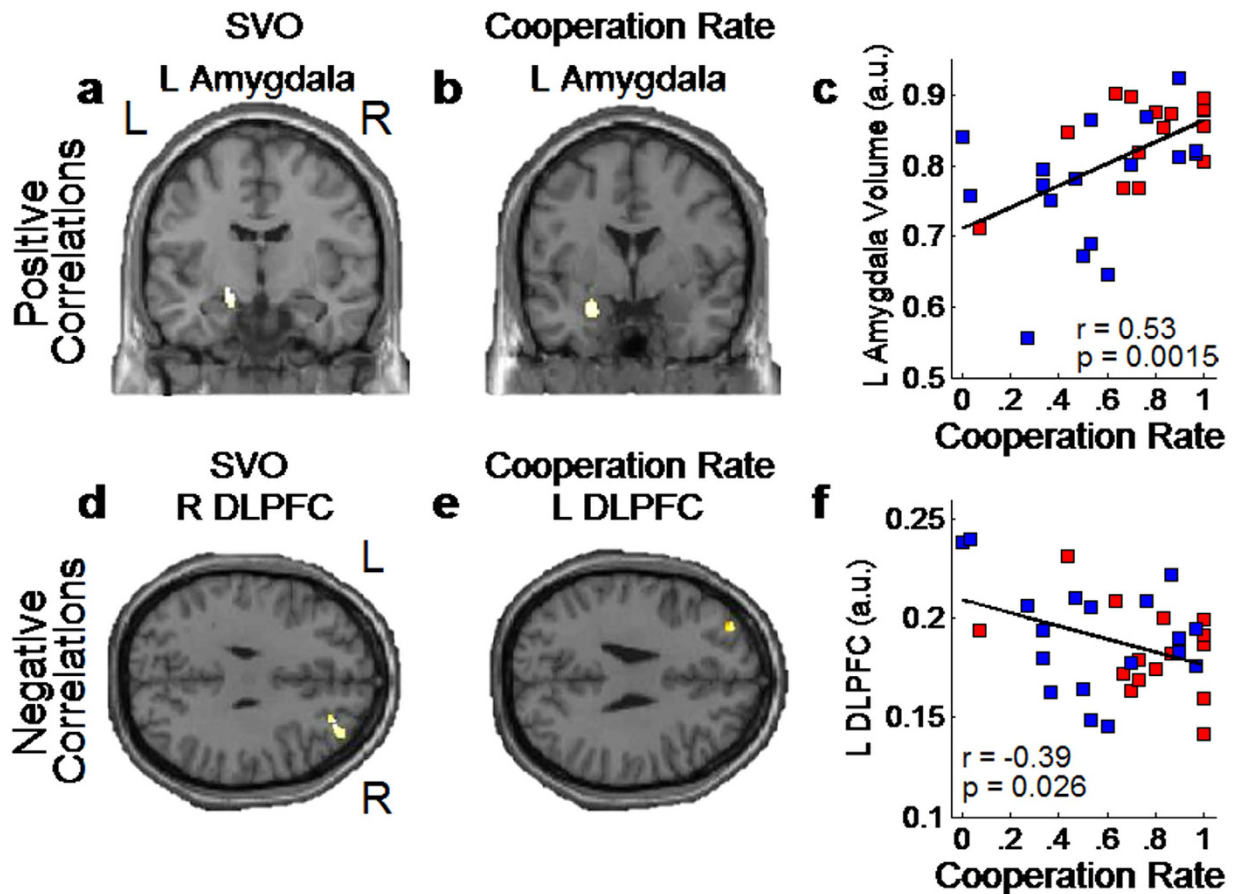 SVO
L Amygdala
Cooperation Rate
L Amygdala
a
L
R
b
c
Positive
Correlations
L Amygdala Volume (a.u.)
0.9
0.8
0.7
0.6
0.5
r = 0.53
p = 0.0015
0 .2 .4 .6 .8 1
Cooperation Rate
SVO
R DLPFC
Cooperation Rate
L DLPFC
d
L
R
e
f
Negative
Correlations
L DLPFC (a.u.)
0.25
0.2
0.15
0.1
r = -0.39
p = 0.026
0 .2 .4 .6 .8 1
Cooperation Rate